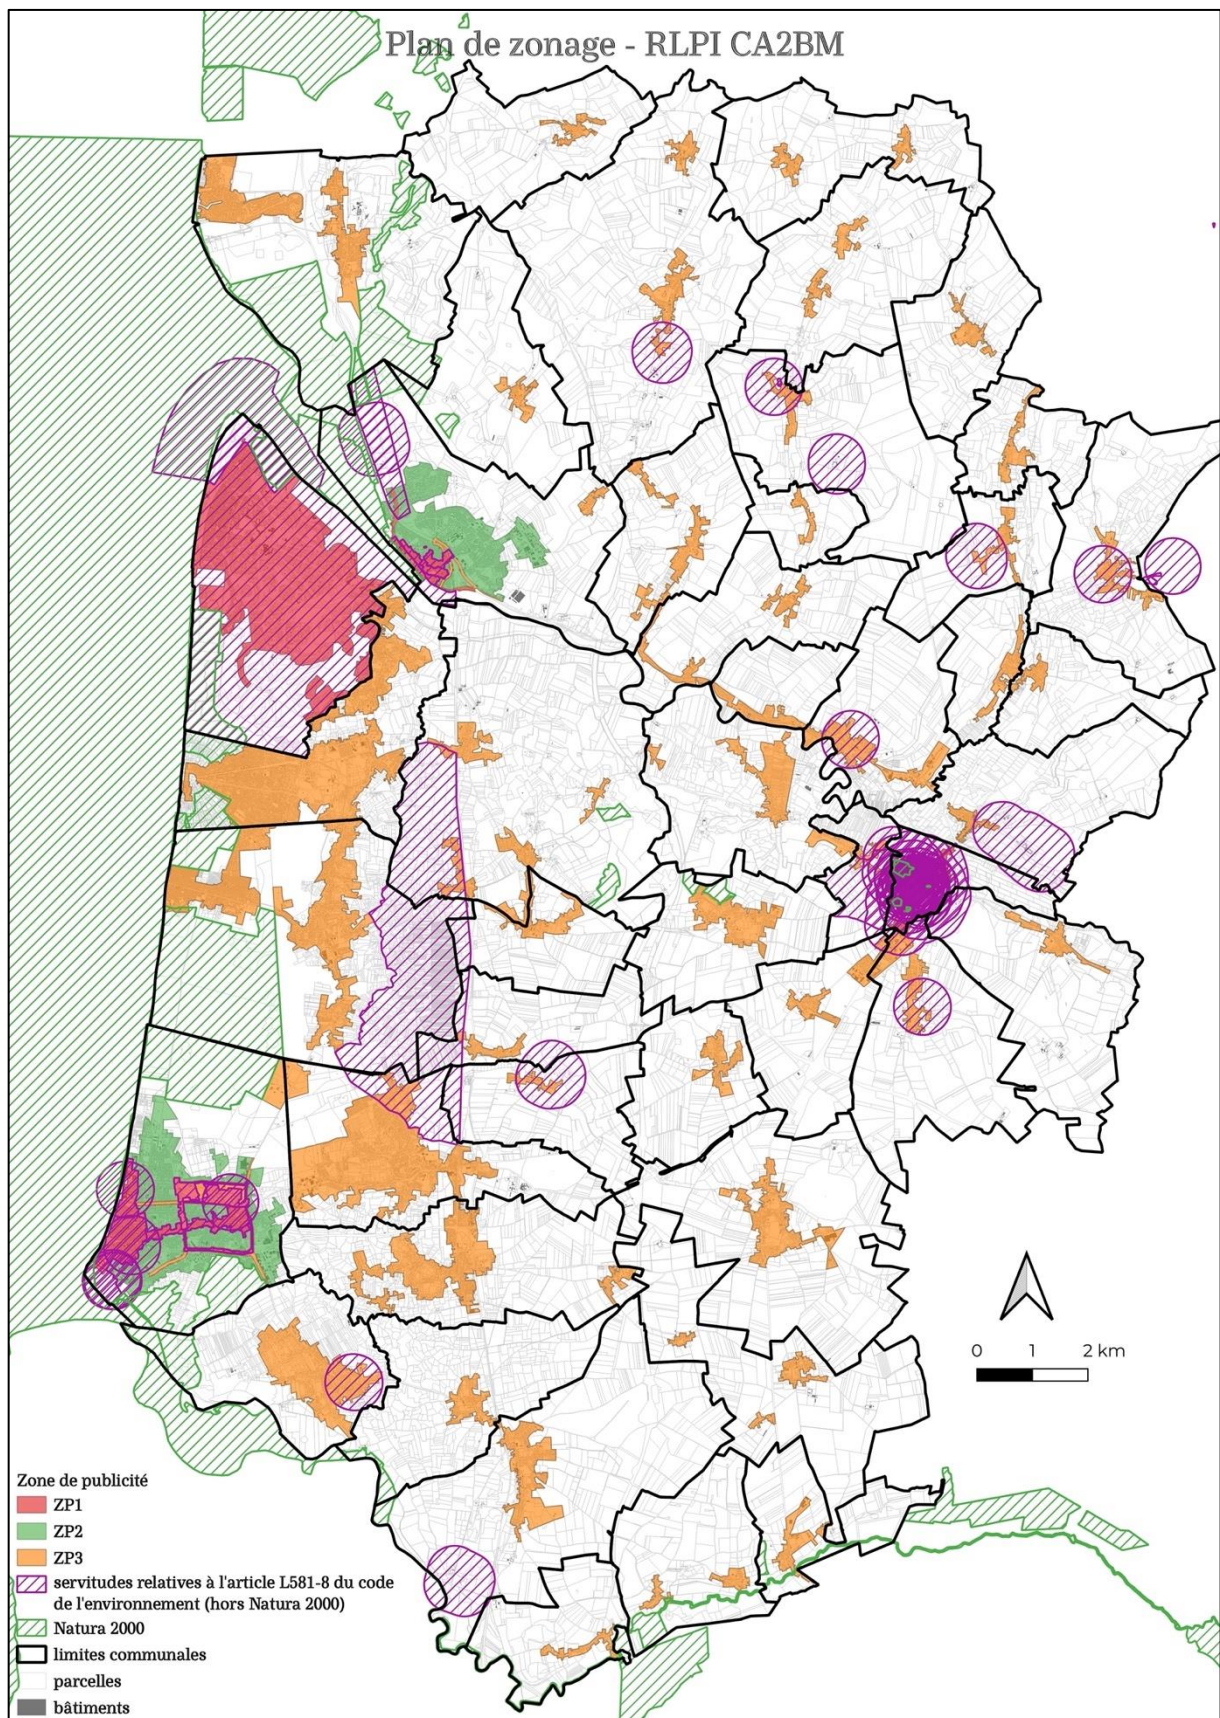 Plan de zonage - RLPI CA2BM
0 1 2 km
Zone de publicité
ZP1
ZP2
ZP3
servitudes relatives à l'article L581-8 du code
de l'environnement (hors Natura 2000)
Natura 2000
limites communales
parcelles
bâtiments